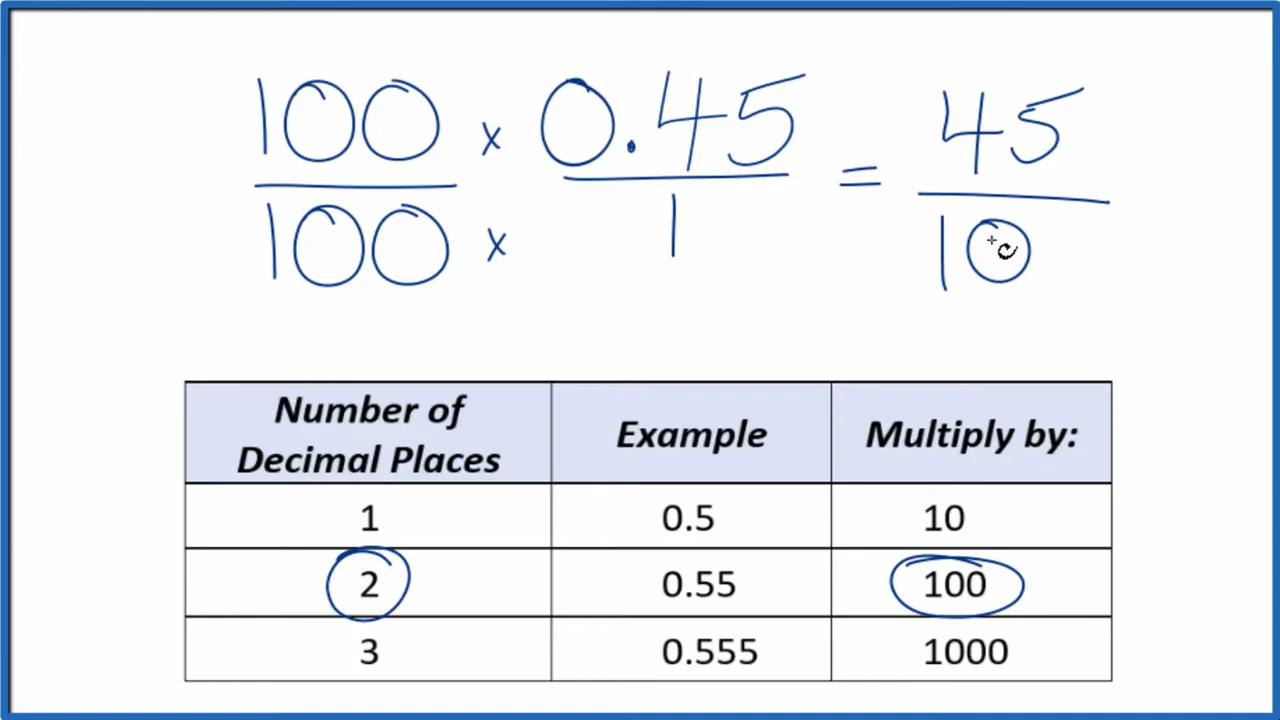 100 × 0.45 = 45
100 × 1 10
Number of Decimal Places Example Multiply by:
1 0.5 10
2 0.55 100
3 0.555 1000